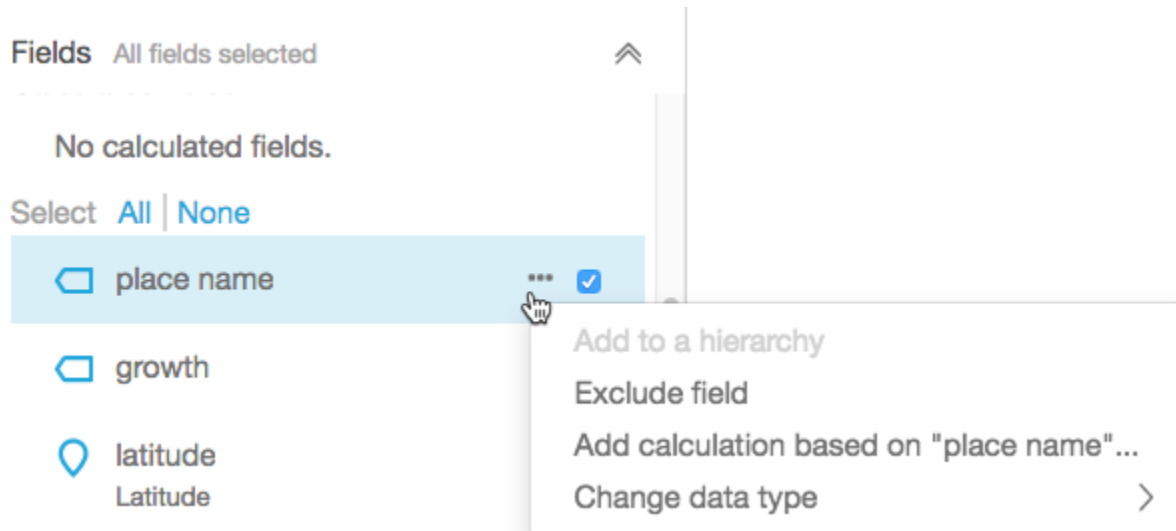 Fields All fields selected
No calculated fields.
Select All | None
place name ...
Add to a hierarchy
growth
Exclude field
Add calculation based on "place name"...
latitude
Latitude
Change data type